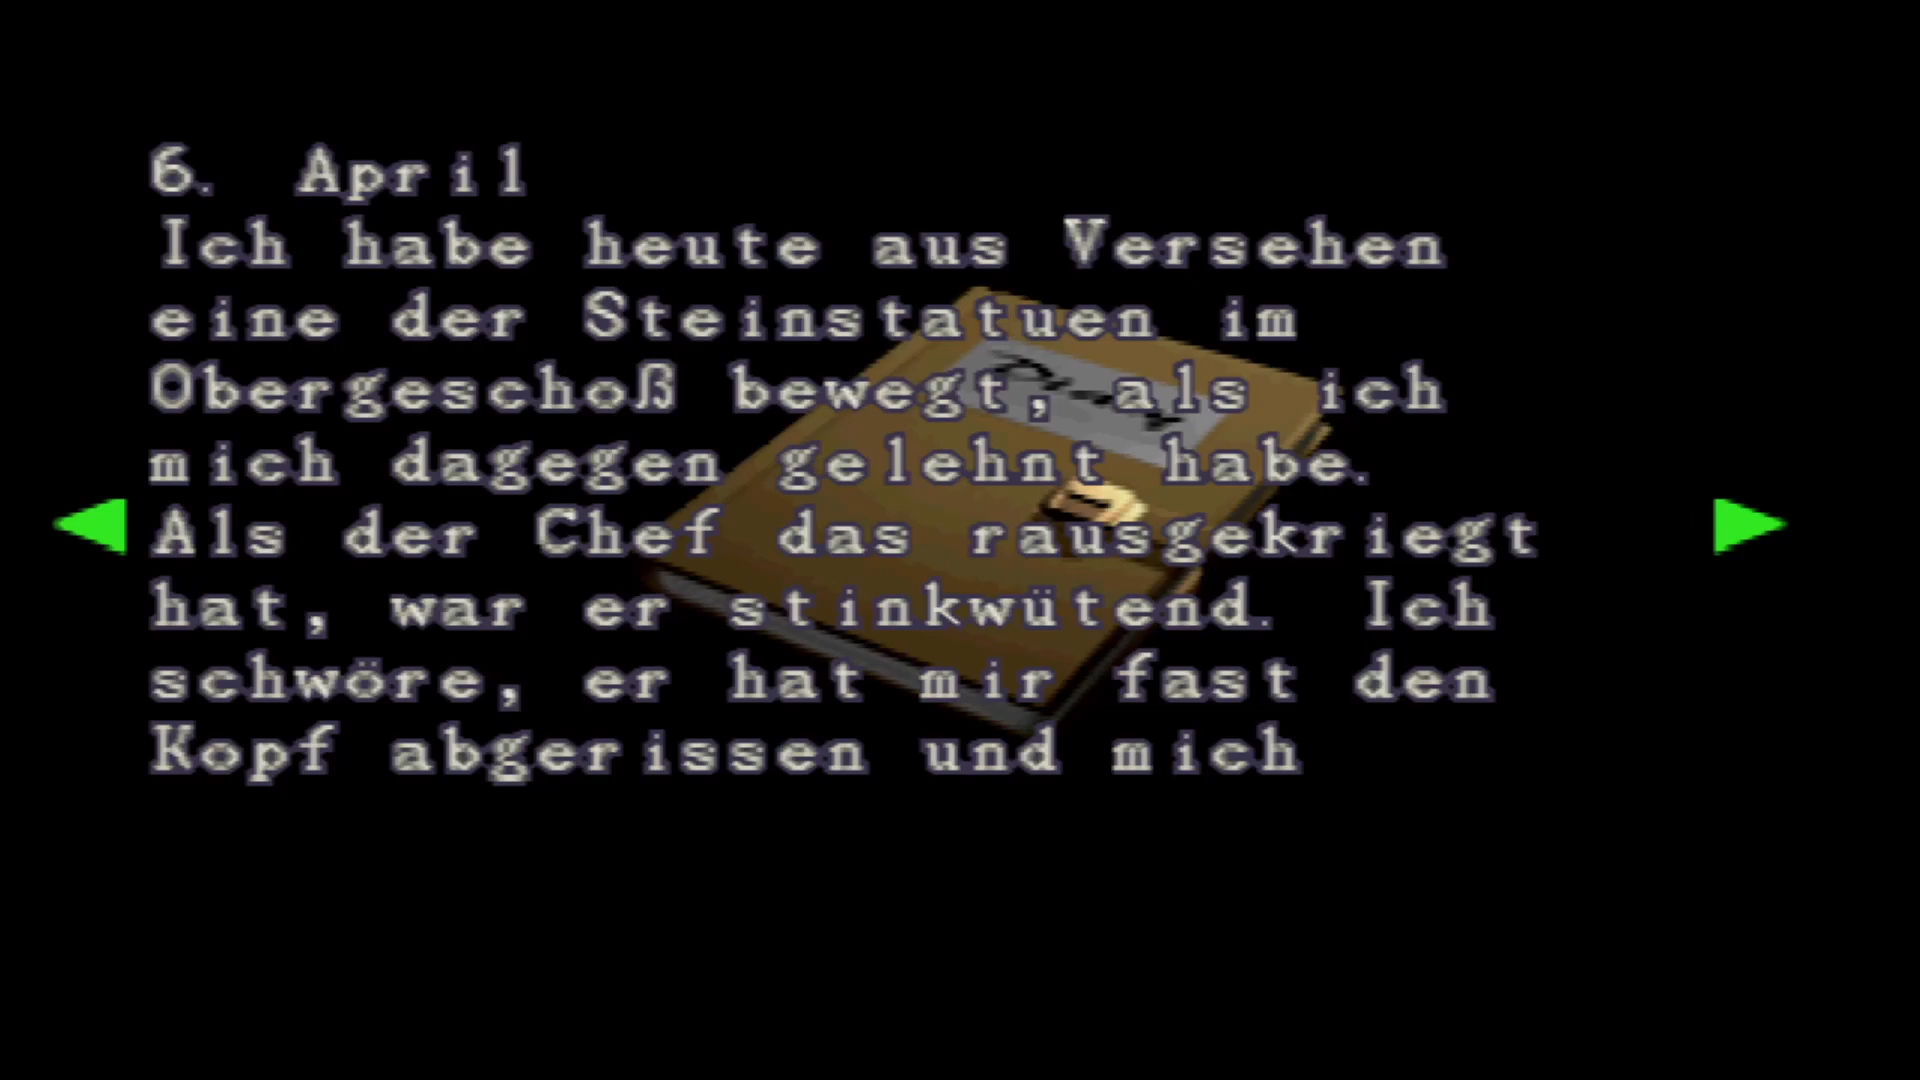 6. April
Ich habe heute aus Versehen
eine der Steinstatuen im
Obergeschoß bewegt, als ich
mich dagegen gelehnt habe.
Als der Chef das rausgekriegt
hat, war er stinkwütend. Ich
schwöre, er hat mir fast den
Kopf abgerissen und mich
Diary